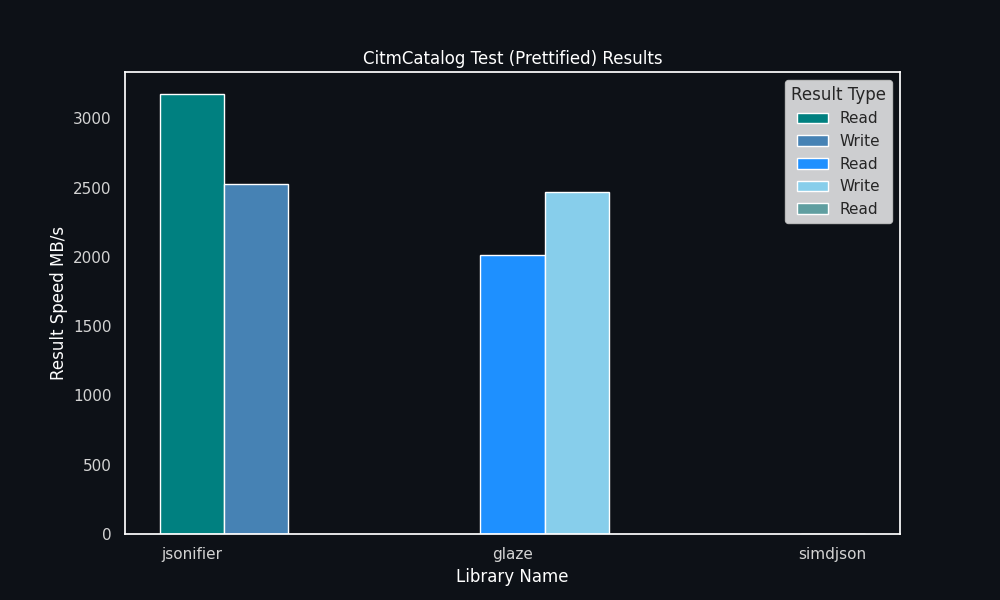 CitmCatalog Test (Prettified) Results
Result Type
Read
Write
Read
Write
Read
3000
2500
2000
1500
1000
500
0
Result Speed MB/s
jsonifier
glaze
simdjson
Library Name